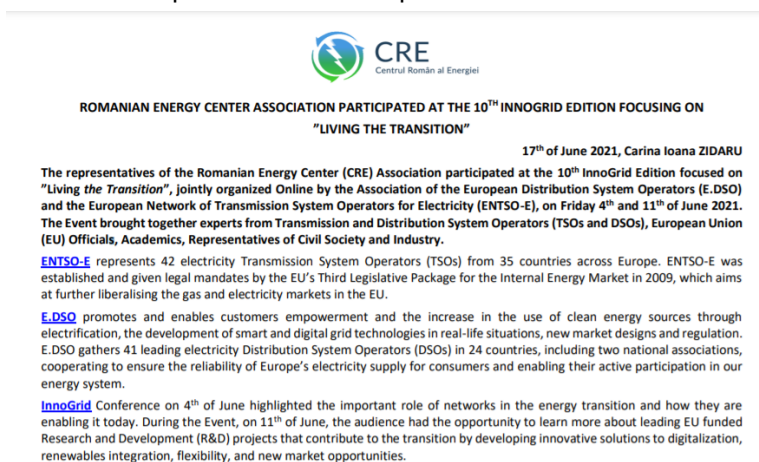 CRE
Centrul Român al Energiei
ROMANIAN ENERGY CENTER ASSOCIATION PARTICIPATED AT THE 10TH INNOGRID EDITION FOCUSING ON
”LIVING THE TRANSITION”
17th of June 2021, Carina Ioana ZIDARU
The representatives of the Romanian Energy Center (CRE) Association participated at the 10th InnoGrid Edition focused on
”Living the Transition”, jointly organized Online by the Association of the European Distribution System Operators (E.DSO)
and the European Network of Transmission System Operators for Electricity (ENTSO-E), on Friday 4th and 11th of June 2021.
The Event brought together experts from Transmission and Distribution System Operators (TSOs and DSOs), European Union
(EU) Officials, Academics, Representatives of Civil Society and Industry.
ENTSO-E represents 42 electricity Transmission System Operators (TSOs) from 35 countries across Europe. ENTSO-E was
established and given legal mandates by the EU’s Third Legislative Package for the Internal Energy Market in 2009, which aims
at further liberalising the gas and electricity markets in the EU.
E.DSO promotes and enables customers empowerment and the increase in the use of clean energy sources through
electrification, the development of smart and digital grid technologies in real-life situations, new market designs and regulation.
E.DSO gathers 41 leading electricity Distribution System Operators (DSOs) in 24 countries, including two national associations,
cooperating to ensure the reliability of Europe’s electricity supply for consumers and enabling their active participation in our
energy system.
InnoGrid Conference on 4th of June highlighted the important role of networks in the energy transition and how they are
enabling it today. During the Event, on 11th of June, the audience had the opportunity to learn more about leading EU funded
Research and Development (R&D) projects that contribute to the transition by developing innovative solutions to digitalization,
renewables integration, flexibility, and new market opportunities.